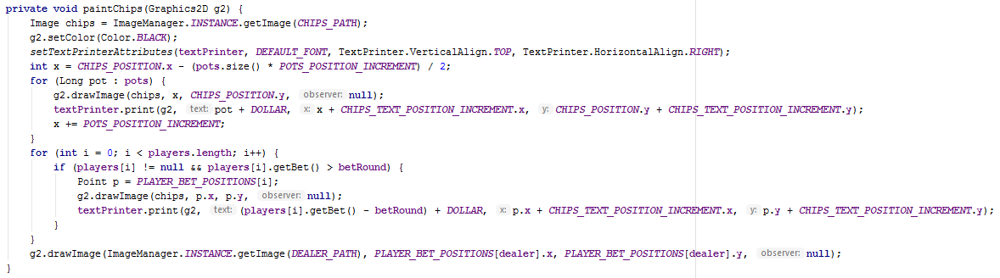 private void paintChips(Graphics2D g2) {
    Image chips = ImageManager.INSTANCE.getImage(CHIPS_PATH);
    g2.setColor(Color.BLACK);
    setTextPrinterAttributes(textPrinter, DEFAULT_FONT, TextPrinter.VerticalAlign.TOP, TextPrinter.HorizontalAlign.RIGHT);
    int x = CHIPS_POSITION.x - (pots.size() * POTS_POSITION_INCREMENT) / 2;
    for (Long pot : pots) {
        g2.drawImage(chips, x, CHIPS_POSITION.y, observer: null);
        textPrinter.print(g2, text: pot + DOLLAR, x: x + CHIPS_TEXT_POSITION_INCREMENT.x, y: CHIPS_POSITION.y + CHIPS_TEXT_POSITION_INCREMENT.y);
        x += POTS_POSITION_INCREMENT;
    }
    for (int i = 0; i < players.length; i++) {
        if (players[i] != null && players[i].getBet() > betRound) {
            Point p = PLAYER_BET_POSITIONS[i];
            g2.drawImage(chips, p.x, p.y, observer: null);
            textPrinter.print(g2, text: (players[i].getBet() - betRound) + DOLLAR, x: p.x + CHIPS_TEXT_POSITION_INCREMENT.x, y: p.y + CHIPS_TEXT_POSITION_INCREMENT.y);
        }
    }
    g2.drawImage(ImageManager.INSTANCE.getImage(DEALER_PATH), PLAYER_BET_POSITIONS[dealer].x, PLAYER_BET_POSITIONS[dealer].y, observer: null);
}